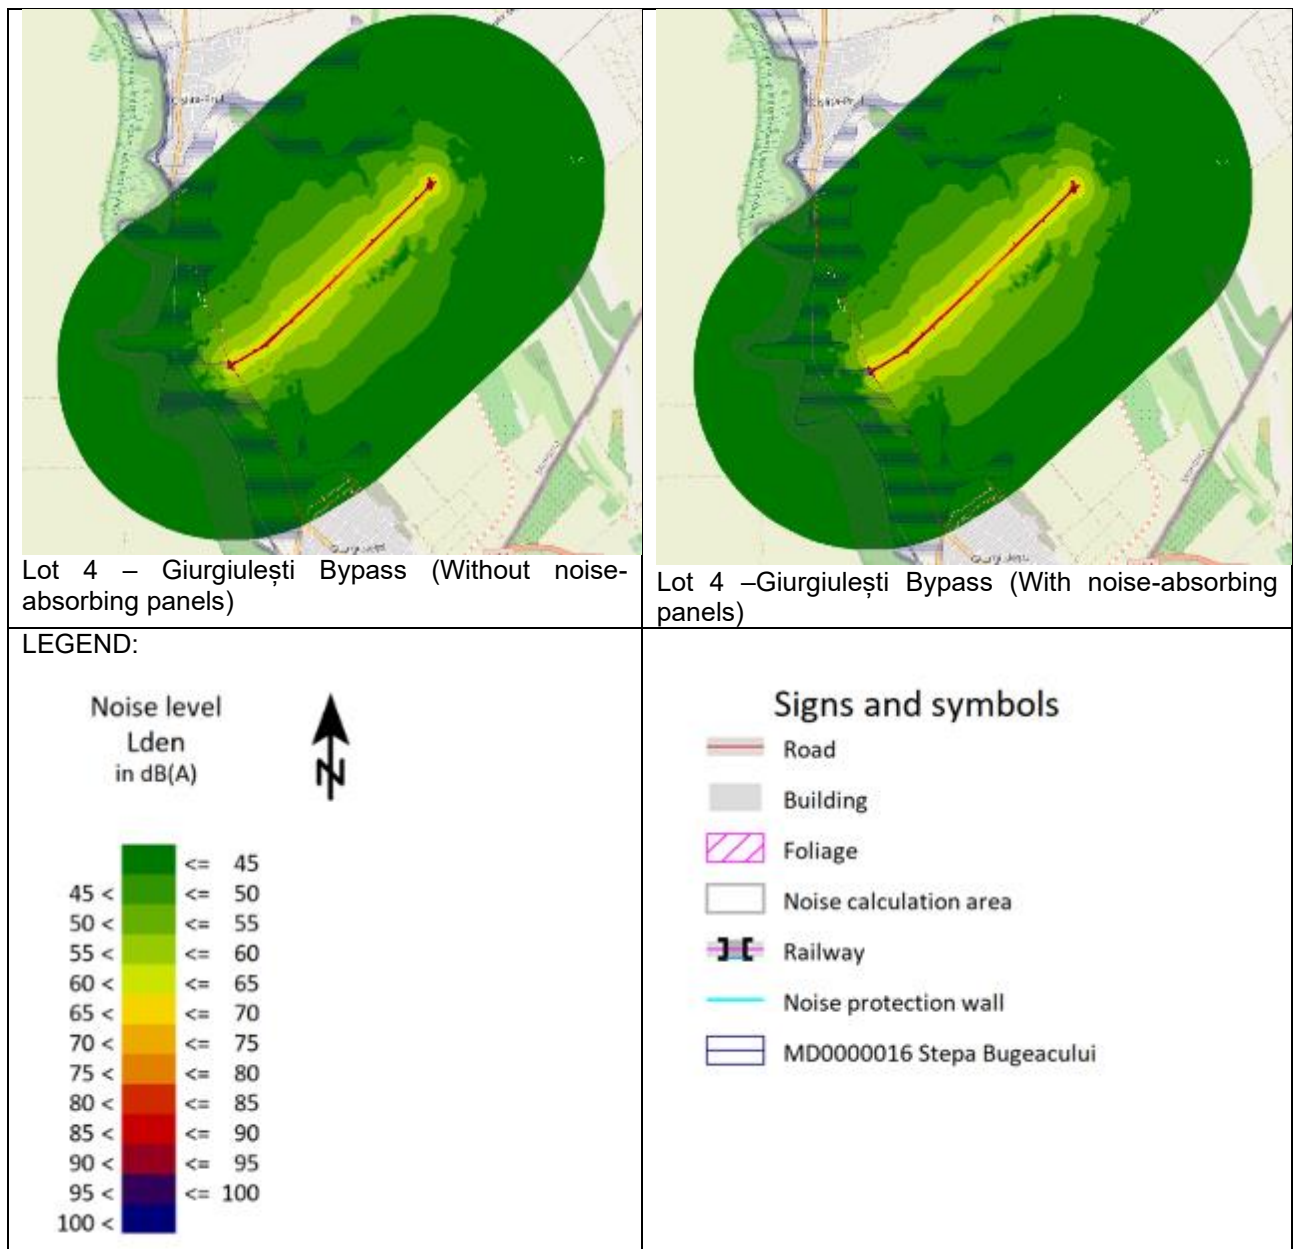 Lot 4 – Giurgiulești Bypass (Without noise-
absorbing panels)
Lot 4 –Giurgiulești Bypass (With noise-absorbing
panels)
LEGEND:
Noise level
Lden
in dB(A)
N
<= 45
45 < <= 50
50 < <= 55
55 < <= 60
60 < <= 65
65 < <= 70
70 < <= 75
75 < <= 80
80 < <= 85
85 < <= 90
90 < <= 95
95 < <= 100
100 <
Signs and symbols
Road
Building
Foliage
Noise calculation area
Railway
Noise protection wall
MD0000016 Stepa Bugeacului